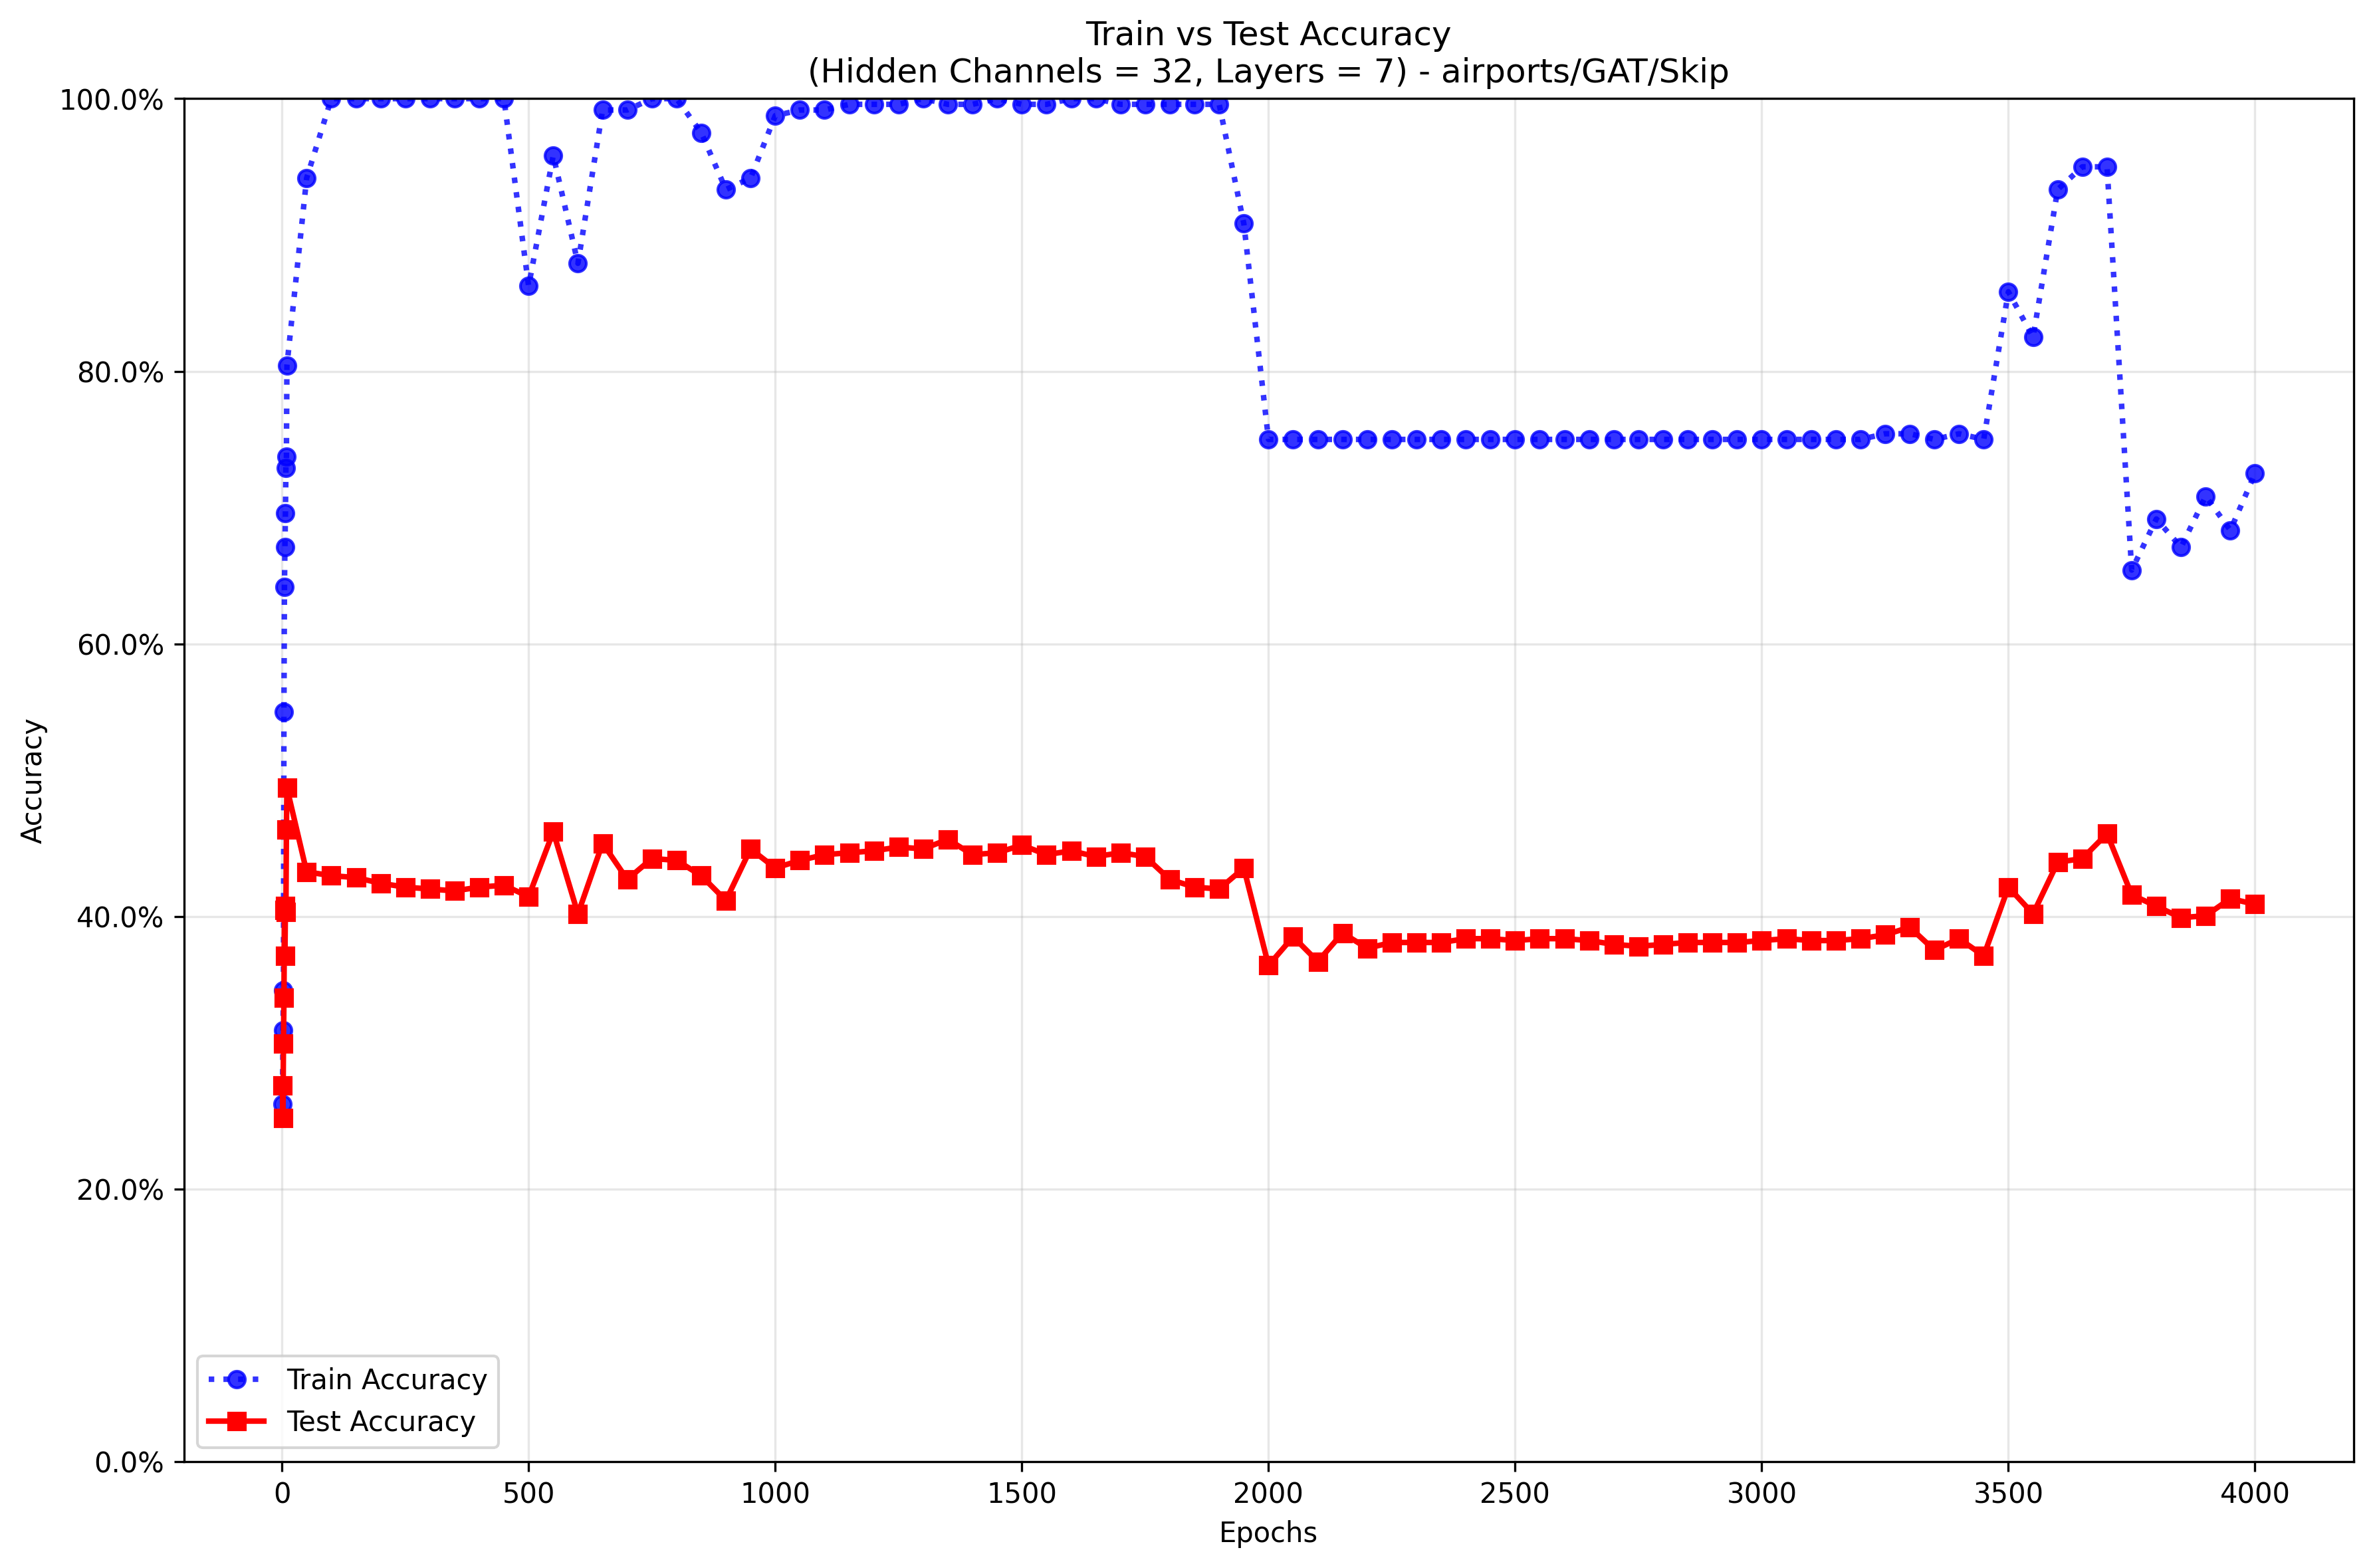 Train vs Test Accuracy
(Hidden Channels = 32, Layers = 7) - airports/GAT/Skip
100.0%
80.0%
60.0%
40.0%
20.0%
0.0%
Accuracy
Train Accuracy
Test Accuracy
0 500 1000 1500 2000 2500 3000 3500 4000
Epochs